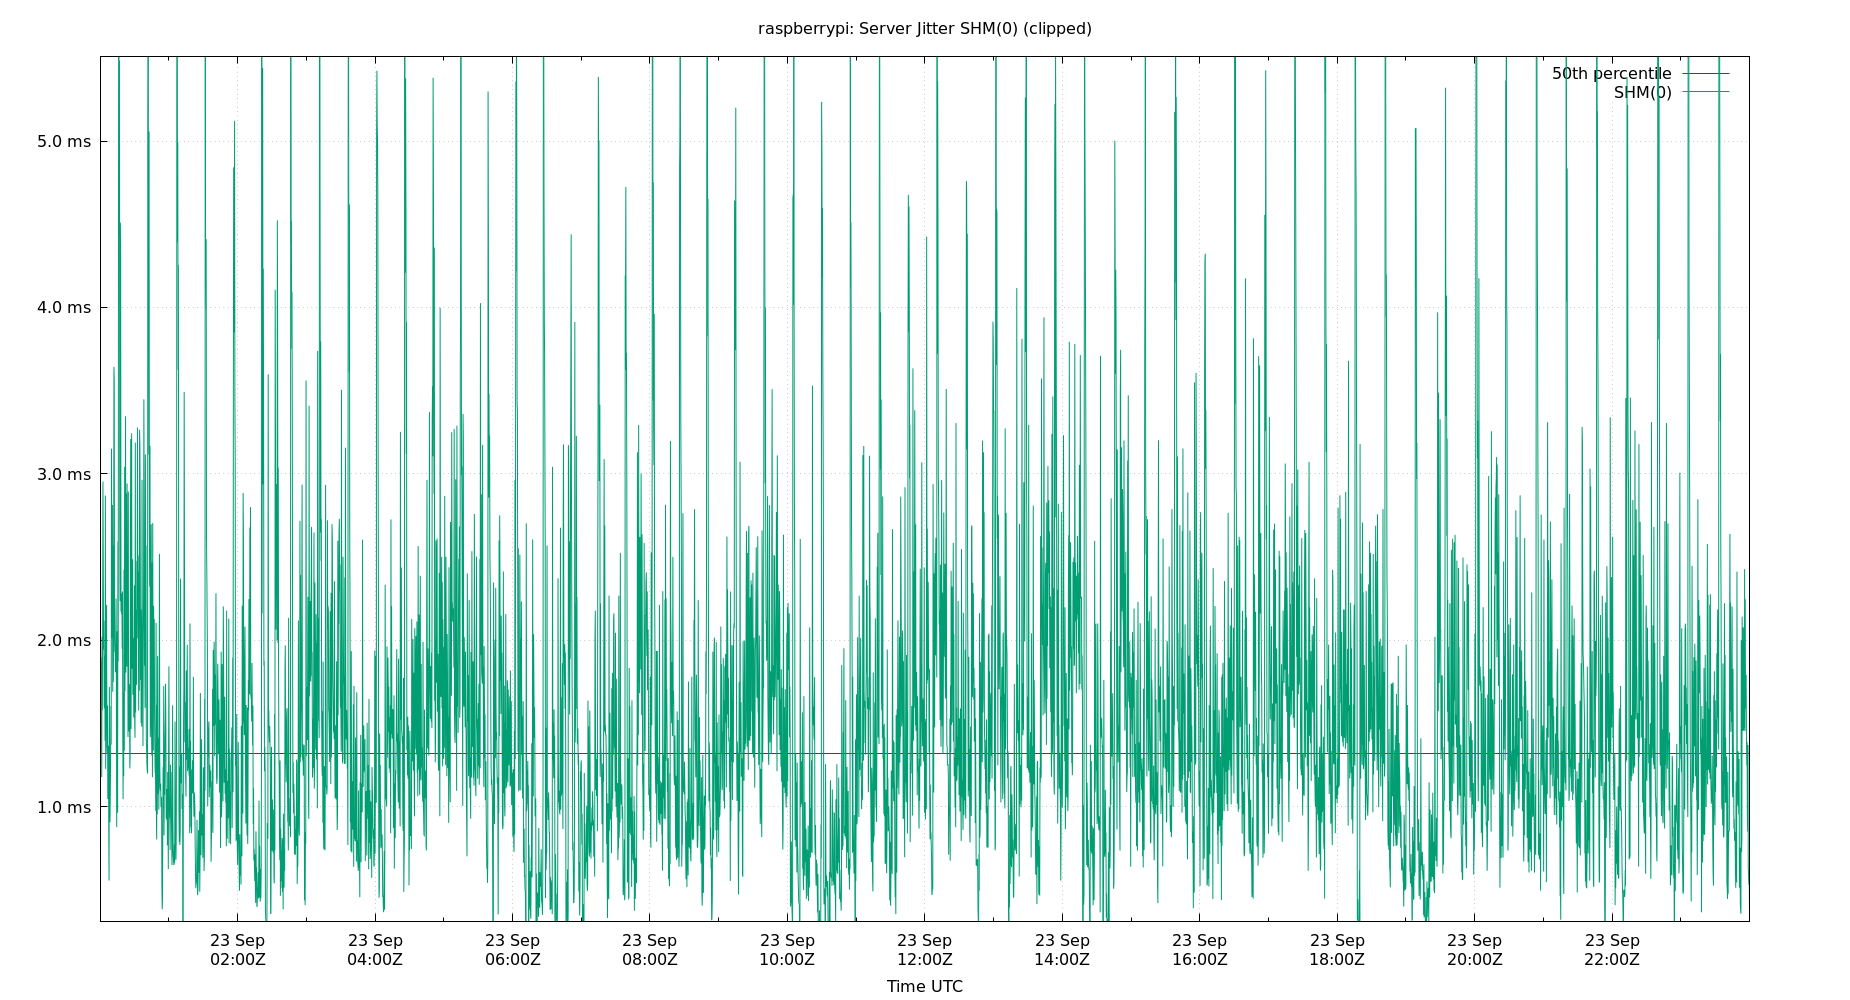 raspberrypi: Server Jitter SHM(0) (clipped)
50th percentile
SHM(0)
5.0 ms
4.0 ms
3.0 ms
2.0 ms
1.0 ms
23 Sep 23 Sep 23 Sep 23 Sep 23 Sep 23 Sep 23 Sep 23 Sep 23 Sep 23 Sep 23 Sep
02:00Z 04:00Z 06:00Z 08:00Z 10:00Z 12:00Z 14:00Z 16:00Z 18:00Z 20:00Z 22:00Z
Time UTC